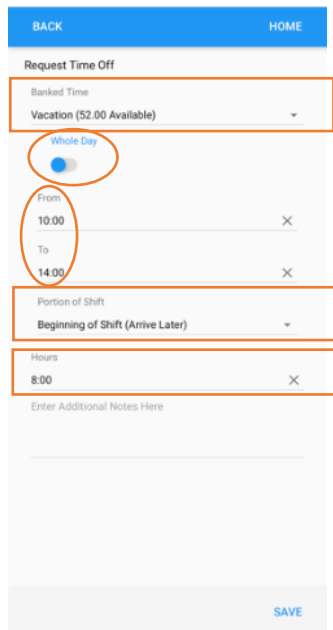 BACK HOME
Request Time Off
Banked Time
Vacation (52.00 Available)
Whole Day
From
10:00
To
14:00
Portion of Shift
Beginning of Shift (Arrive Later)
Hours
8:00
Enter Additional Notes Here
SAVE